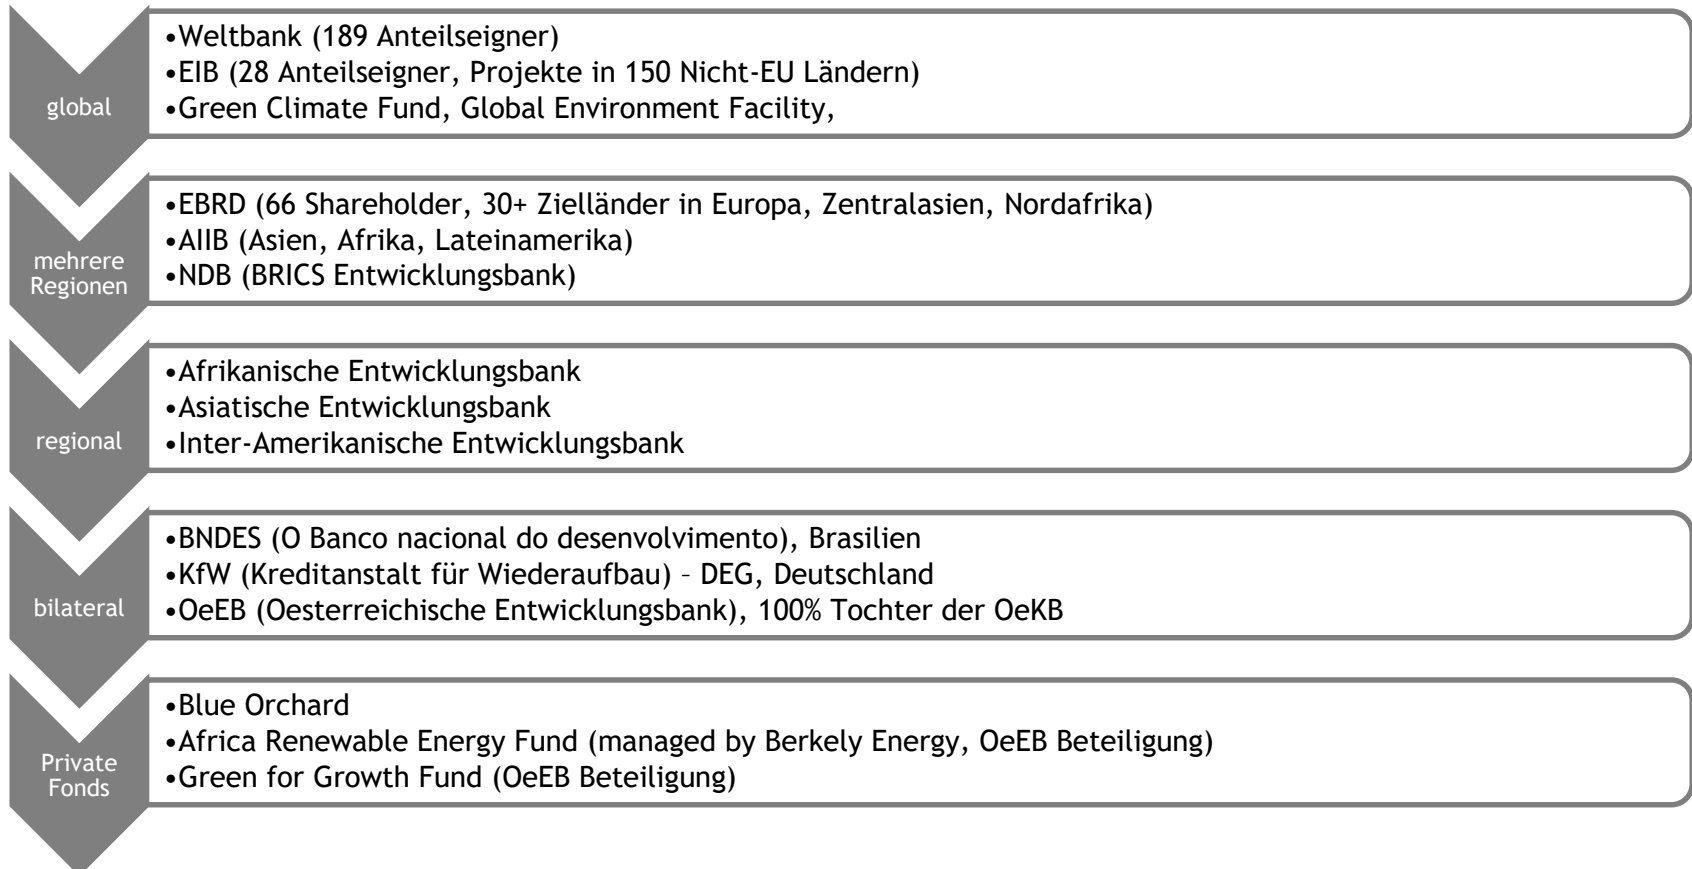 global
•Weltbank (189 Anteilseigner)
•EIB (28 Anteilseigner, Projekte in 150 Nicht-EU Ländern)
•Green Climate Fund, Global Environment Facility,
mehrere
Regionen
•EBRD (66 Shareholder, 30+ Zielländer in Europa, Zentralasien, Nordafrika)
•AIIB (Asien, Afrika, Lateinamerika)
•NDB (BRICS Entwicklungsbank)
regional
•Afrikanische Entwicklungsbank
•Asiatische Entwicklungsbank
•Inter-Amerikanische Entwicklungsbank
bilateral
•BNDES (O Banco nacional do desenvolvimento), Brasilien
•KfW (Kreditanstalt für Wiederaufbau) – DEG, Deutschland
•OeEB (Oesterreichische Entwicklungsbank), 100% Tochter der OeKB
Private
Fonds
•Blue Orchard
•Africa Renewable Energy Fund (managed by Berkely Energy, OeEB Beteiligung)
•Green for Growth Fund (OeEB Beteiligung)